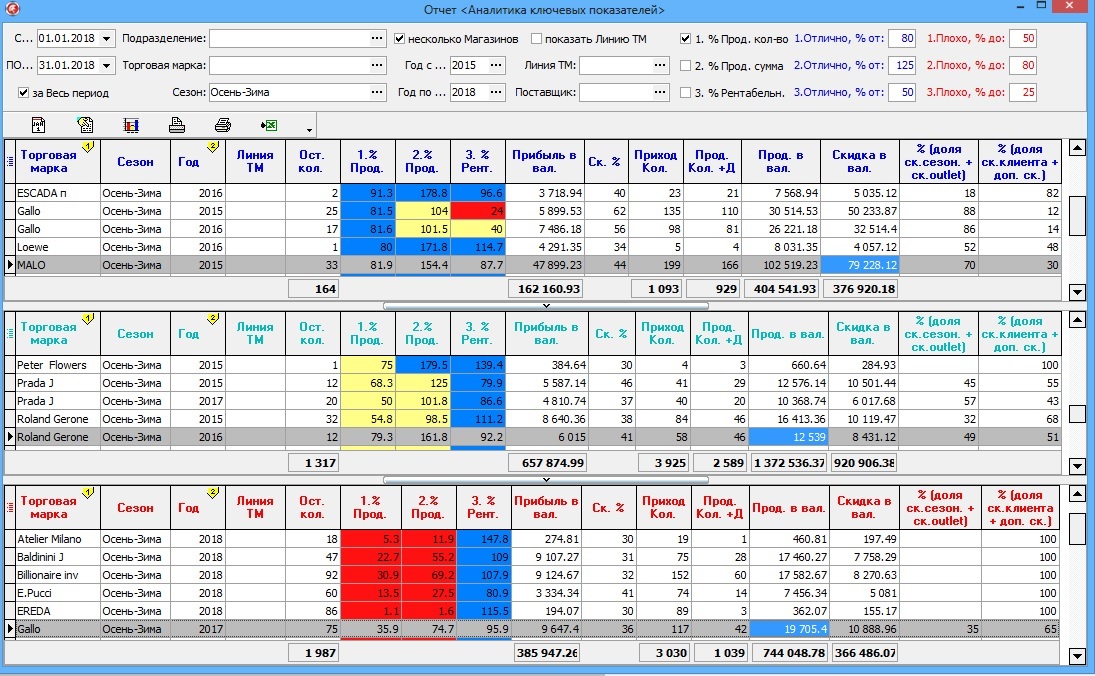 Отчет <Аналитика ключевых показателей>
С... 01.01.2018 Подразделение: ... несколько Магазинов показать Линию ТМ 1. % Прод. кол-во 1.Отлично, % от: 80 1.Плохо, % до: 50
ПО... 31.01.2018 Торговая марка: ... Год с ... 2015 ... Линия ТМ: ... 2. % Прод. сумма 2.Отлично, % от: 125 2.Плохо, % до: 80
за Весь период Сезон: Осень-Зима ... Год по ... 2018 ... Поставщик: ... 3. % Рентабельн. 3.Отлично, % от: 50 3.Плохо, % до: 25
Торговая марка 1 Сезон Год 2 Линия ТМ Ост. кол. 1.% Прод. 2.% Прод. 3. % Рент. Прибыль в вал. Ск. % Приход Кол. Прод. Кол. +Д Прод. в вал. Скидка в вал. % (доля ск.сезон. + ск.outlet) % (доля ск.клиента + доп. ск.)
ESCADA п Осень-Зима 2016 2 91.3 178.8 96.6 3 718.94 40 23 21 7 568.94 5 035.12 18 82
Gallo Осень-Зима 2015 25 81.5 104 24 5 899.53 62 135 110 30 514.53 50 233.87 88 12
Gallo Осень-Зима 2016 17 81.6 101.5 40 7 486.18 56 98 81 26 221.18 32 514.4 86 14
Loewe Осень-Зима 2016 1 80 171.8 114.7 4 291.35 34 5 4 8 031.35 4 057.12 52 48
MALO Осень-Зима 2015 33 81.9 154.4 87.7 47 899.23 44 199 166 102 519.23 79 228.12 70 30
164 162 160.93 1 093 929 404 541.93 376 920.18
Торговая марка 1 Сезон Год 2 Линия ТМ Ост. кол. 1.% Прод. 2.% Прод. 3. % Рент. Прибыль в вал. Ск. % Приход Кол. Прод. Кол. +Д Прод. в вал. Скидка в вал. % (доля ск.сезон. + ск.outlet) % (доля ск.клиента + доп. ск.)
Peter Flowers Осень-Зима 2015 1 75 179.5 139.4 384.64 30 4 3 660.64 284.93 100
Prada J Осень-Зима 2015 12 68.3 125 79.9 5 587.14 46 41 29 12 576.14 10 501.44 45 55
Prada J Осень-Зима 2017 20 50 101.8 86.6 4 810.74 37 40 20 10 368.74 6 017.68 57 43
Roland Gerone Осень-Зима 2015 32 54.8 98.5 111.2 8 640.36 38 84 46 16 413.36 10 119.47 32 68
Roland Gerone Осень-Зима 2016 12 79.3 161.8 92.2 6 015 41 58 46 12 539 8 431.12 49 51
1 317 657 874.99 3 925 2 589 1 372 536.37 920 906.38
Торговая марка 1 Сезон Год 2 Линия ТМ Ост. кол. 1.% Прод. 2.% Прод. 3. % Рент. Прибыль в вал. Ск. % Приход Кол. Прод. Кол. +Д Прод. в вал. Скидка в вал. % (доля ск.сезон. + ск.outlet) % (доля ск.клиента + доп. ск.)
Atelier Milano Осень-Зима 2018 18 5.3 11.9 147.8 274.81 30 19 1 460.81 197.49 100
Baldinini J Осень-Зима 2018 47 22.7 55.2 109 9 107.27 31 75 28 17 460.27 7 758.29 100
Billionaire inv Осень-Зима 2018 92 30.9 69.2 107.9 9 124.67 32 152 60 17 582.67 8 270.63 100
E.Pucci Осень-Зима 2018 60 13.5 27.5 80.9 3 334.34 41 74 14 7 456.34 5 081 100
EREDA Осень-Зима 2018 86 1.1 1.6 115.5 194.07 30 89 3 362.07 155.17 100
Gallo Осень-Зима 2017 75 35.9 74.7 95.9 9 647.4 36 117 42 19 705.4 10 888.96 35 65
1 987 385 947.26 3 030 1 039 744 048.78 366 486.07